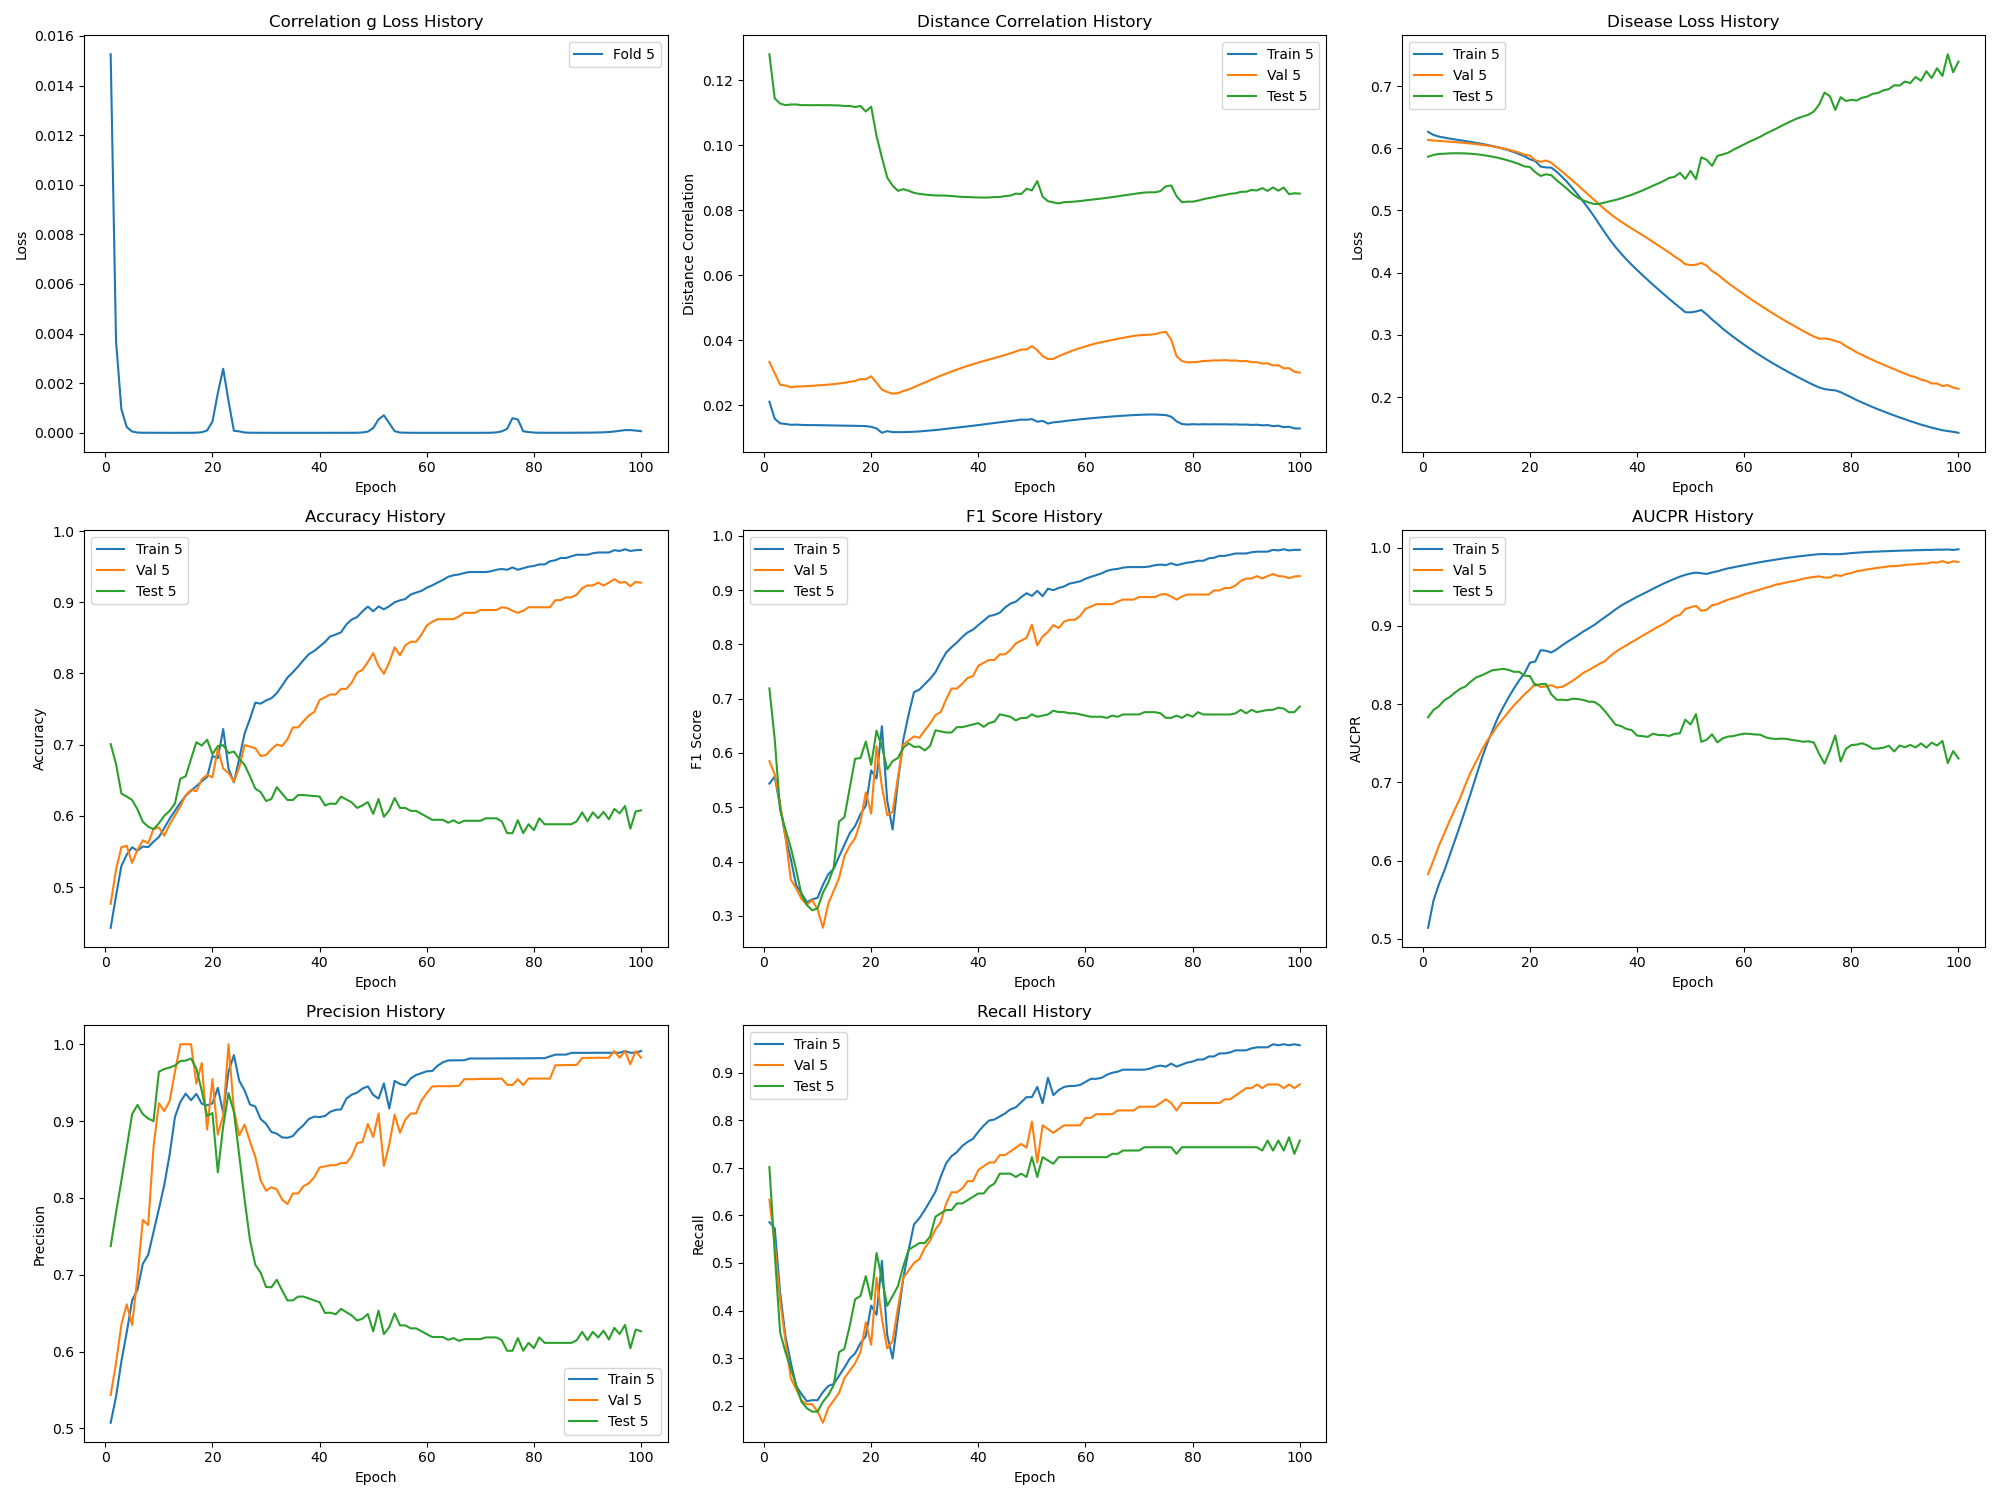 Correlation g Loss History
Fold 5
0.016
0.014
0.012
0.010
0.008
0.006
0.004
0.002
0.000
Loss
0 20 40 60 80 100
Epoch
Distance Correlation History
Train 5
Val 5
Test 5
0.12
0.10
0.08
0.06
0.04
0.02
Distance Correlation
0 20 40 60 80 100
Epoch
Disease Loss History
Train 5
Val 5
Test 5
0.7
0.6
0.5
0.4
0.3
0.2
Loss
0 20 40 60 80 100
Epoch
Accuracy History
Train 5
Val 5
Test 5
1.0
0.9
0.8
0.7
0.6
0.5
Accuracy
0 20 40 60 80 100
Epoch
F1 Score History
Train 5
Val 5
Test 5
1.0
0.9
0.8
0.7
0.6
0.5
0.4
0.3
F1 Score
0 20 40 60 80 100
Epoch
AUCPR History
Train 5
Val 5
Test 5
1.0
0.9
0.8
0.7
0.6
0.5
AUCPR
0 20 40 60 80 100
Epoch
Precision History
1.0
0.9
0.8
0.7
0.6
0.5
Precision
Train 5
Val 5
Test 5
0 20 40 60 80 100
Epoch
Recall History
Train 5
Val 5
Test 5
0.9
0.8
0.7
0.6
0.5
0.4
0.3
0.2
Recall
0 20 40 60 80 100
Epoch